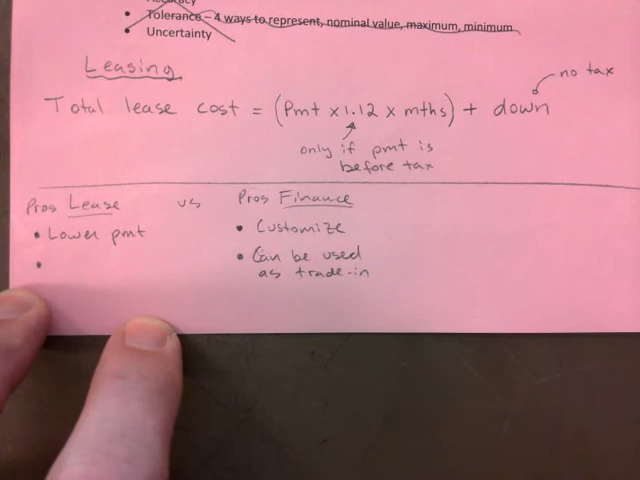 Accuracy
• Tolerance – 4 ways to represent, nominal value, maximum, minimum
• Uncertainty
Leasing
no tax
Total lease cost = (Pmt x 1.12 x mths) + down
only if pmt is
before tax
Pros Lease vs Pros Finance
• Lower pmt • Customize
• • Can be used
as trade-in